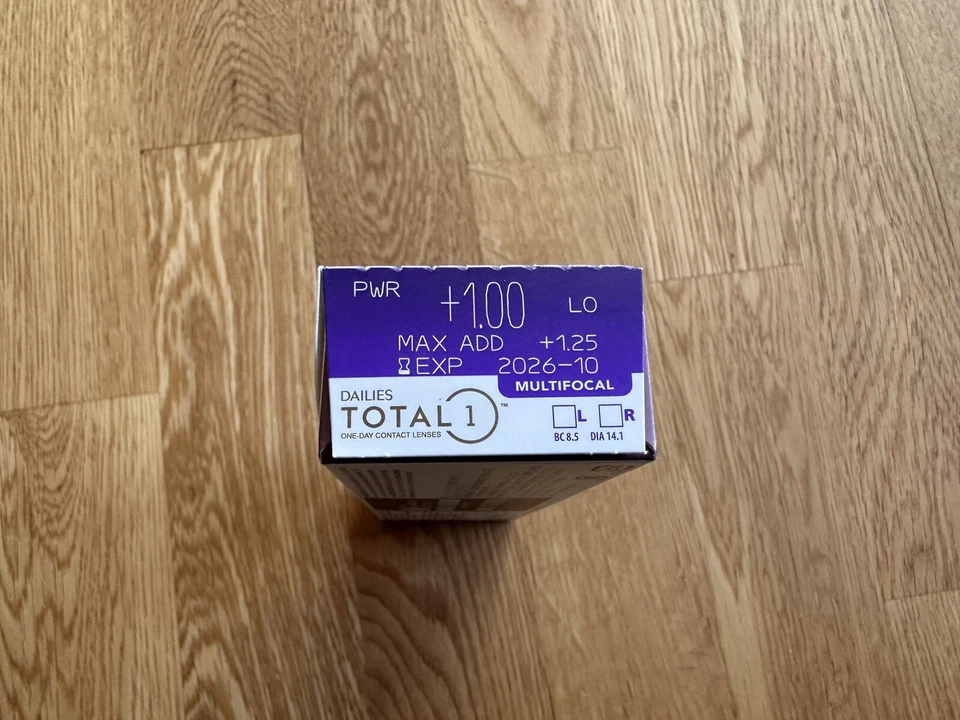 PWR +1.00 LO
MAX ADD +1.25
EXP 2026-10
MULTIFOCAL
DAILIES
TOTAL 1™
ONE-DAY CONTACT LENSES
L R
BC 8.5 DIA 14.1